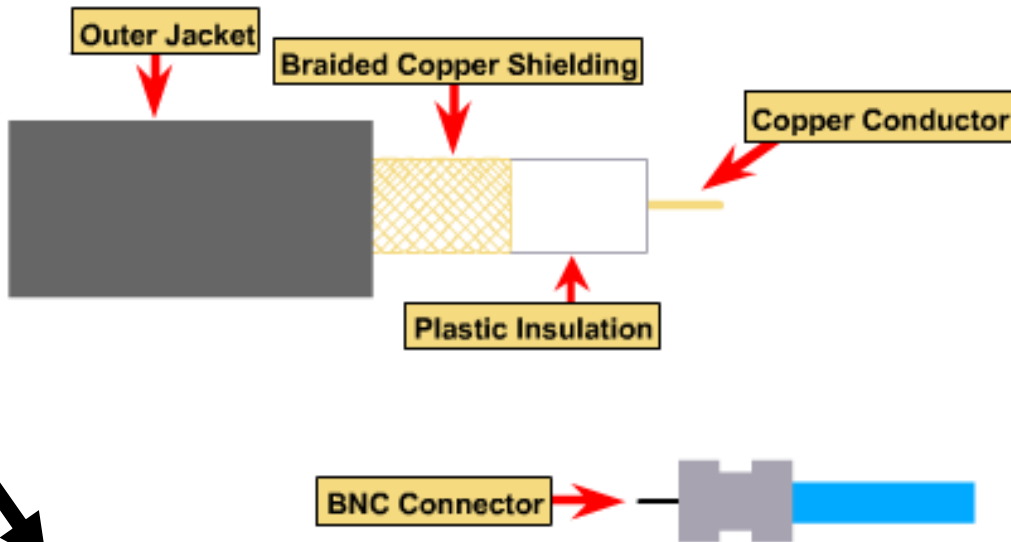 Outer Jacket
Braided Copper Shielding
Copper Conductor
Plastic Insulation
BNC Connector